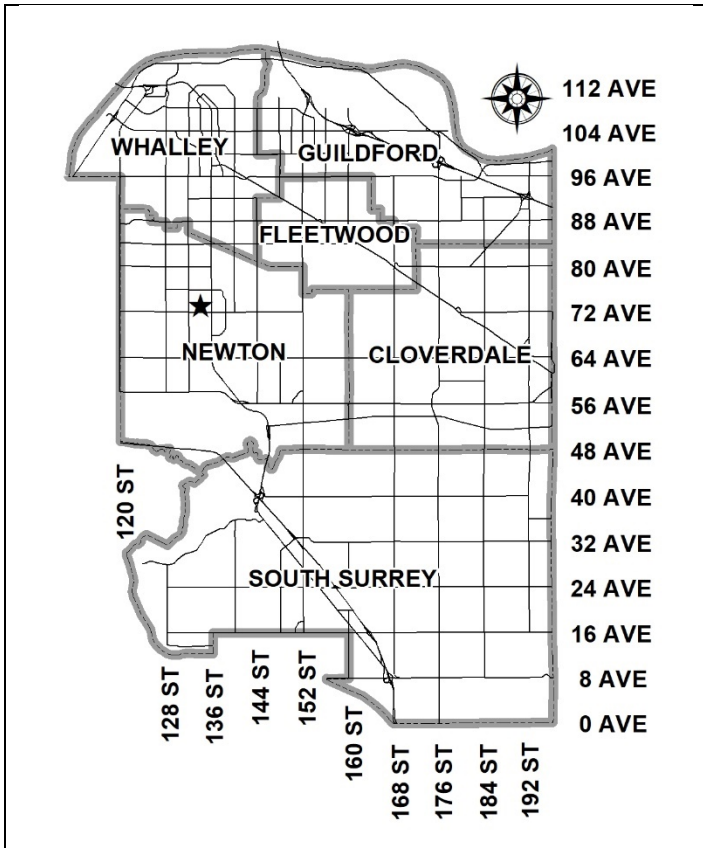 112 AVE
104 AVE
WHALLEY
GUILDFORD
96 AVE
88 AVE
FLEETWOOD
80 AVE
72 AVE
NEWTON
CLOVERDALE
64 AVE
56 AVE
48 AVE
120 ST
40 AVE
32 AVE
SOUTH SURREY
24 AVE
16 AVE
128 ST
136 ST
144 ST
152 ST
160 ST
8 AVE
0 AVE
168 ST
176 ST
184 ST
192 ST